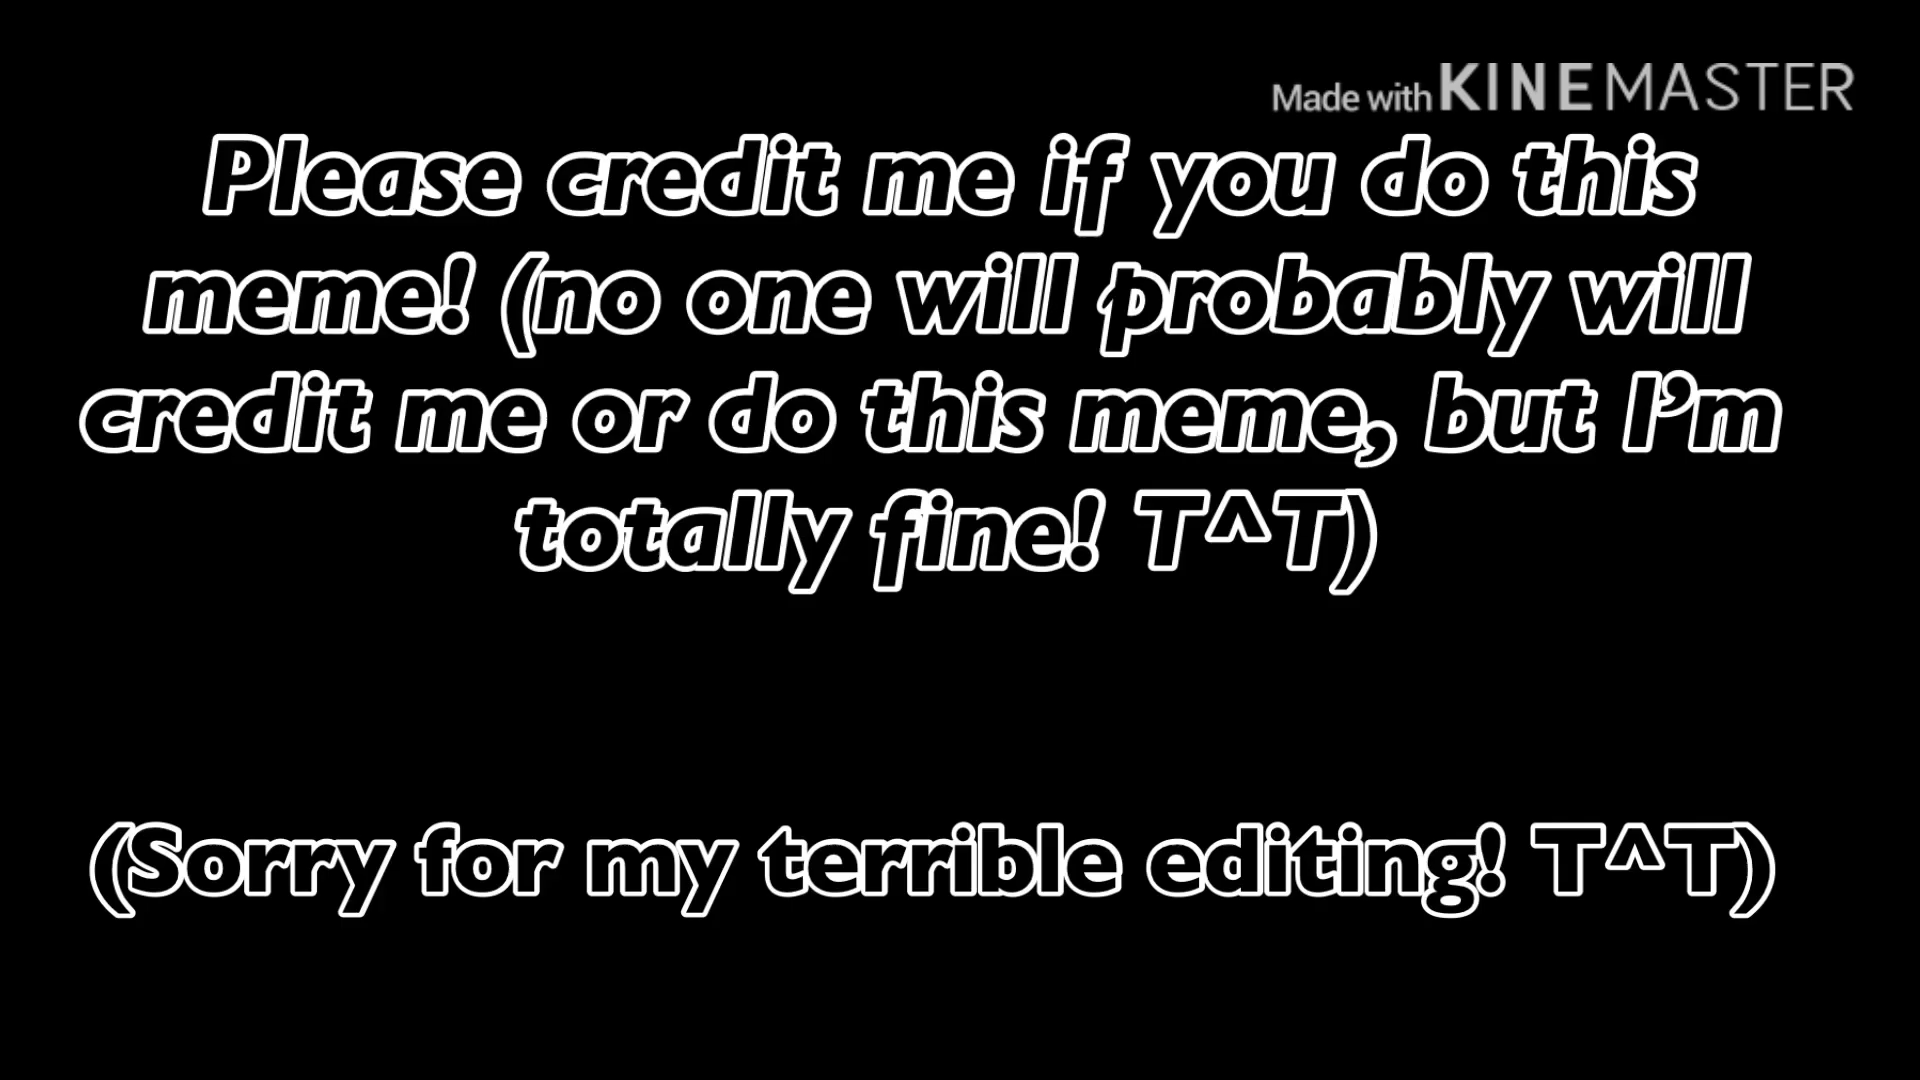 Made with KINEMASTER
Please credit me if you do this
meme! (no one will probably will
credit me or do this meme, but I'm
totally fine! T^T)
(Sorry for my terrible editing! T^T)